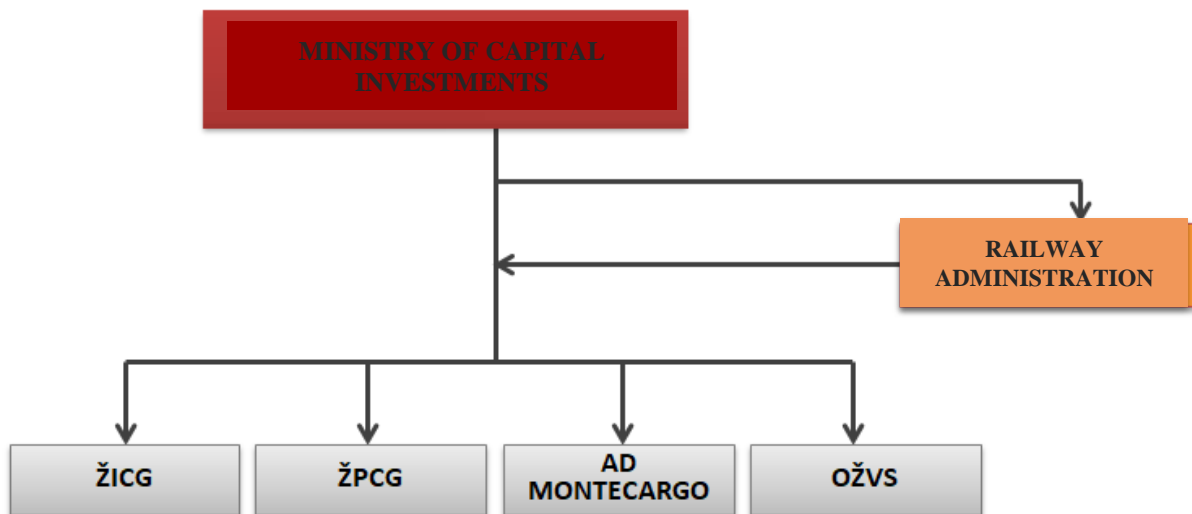 MINISTRY OF CAPITAL
INVESTMENTS
RAILWAY
ADMINISTRATION
ŽICG
ŽPCG
AD
MONTECARGO
OŽVS